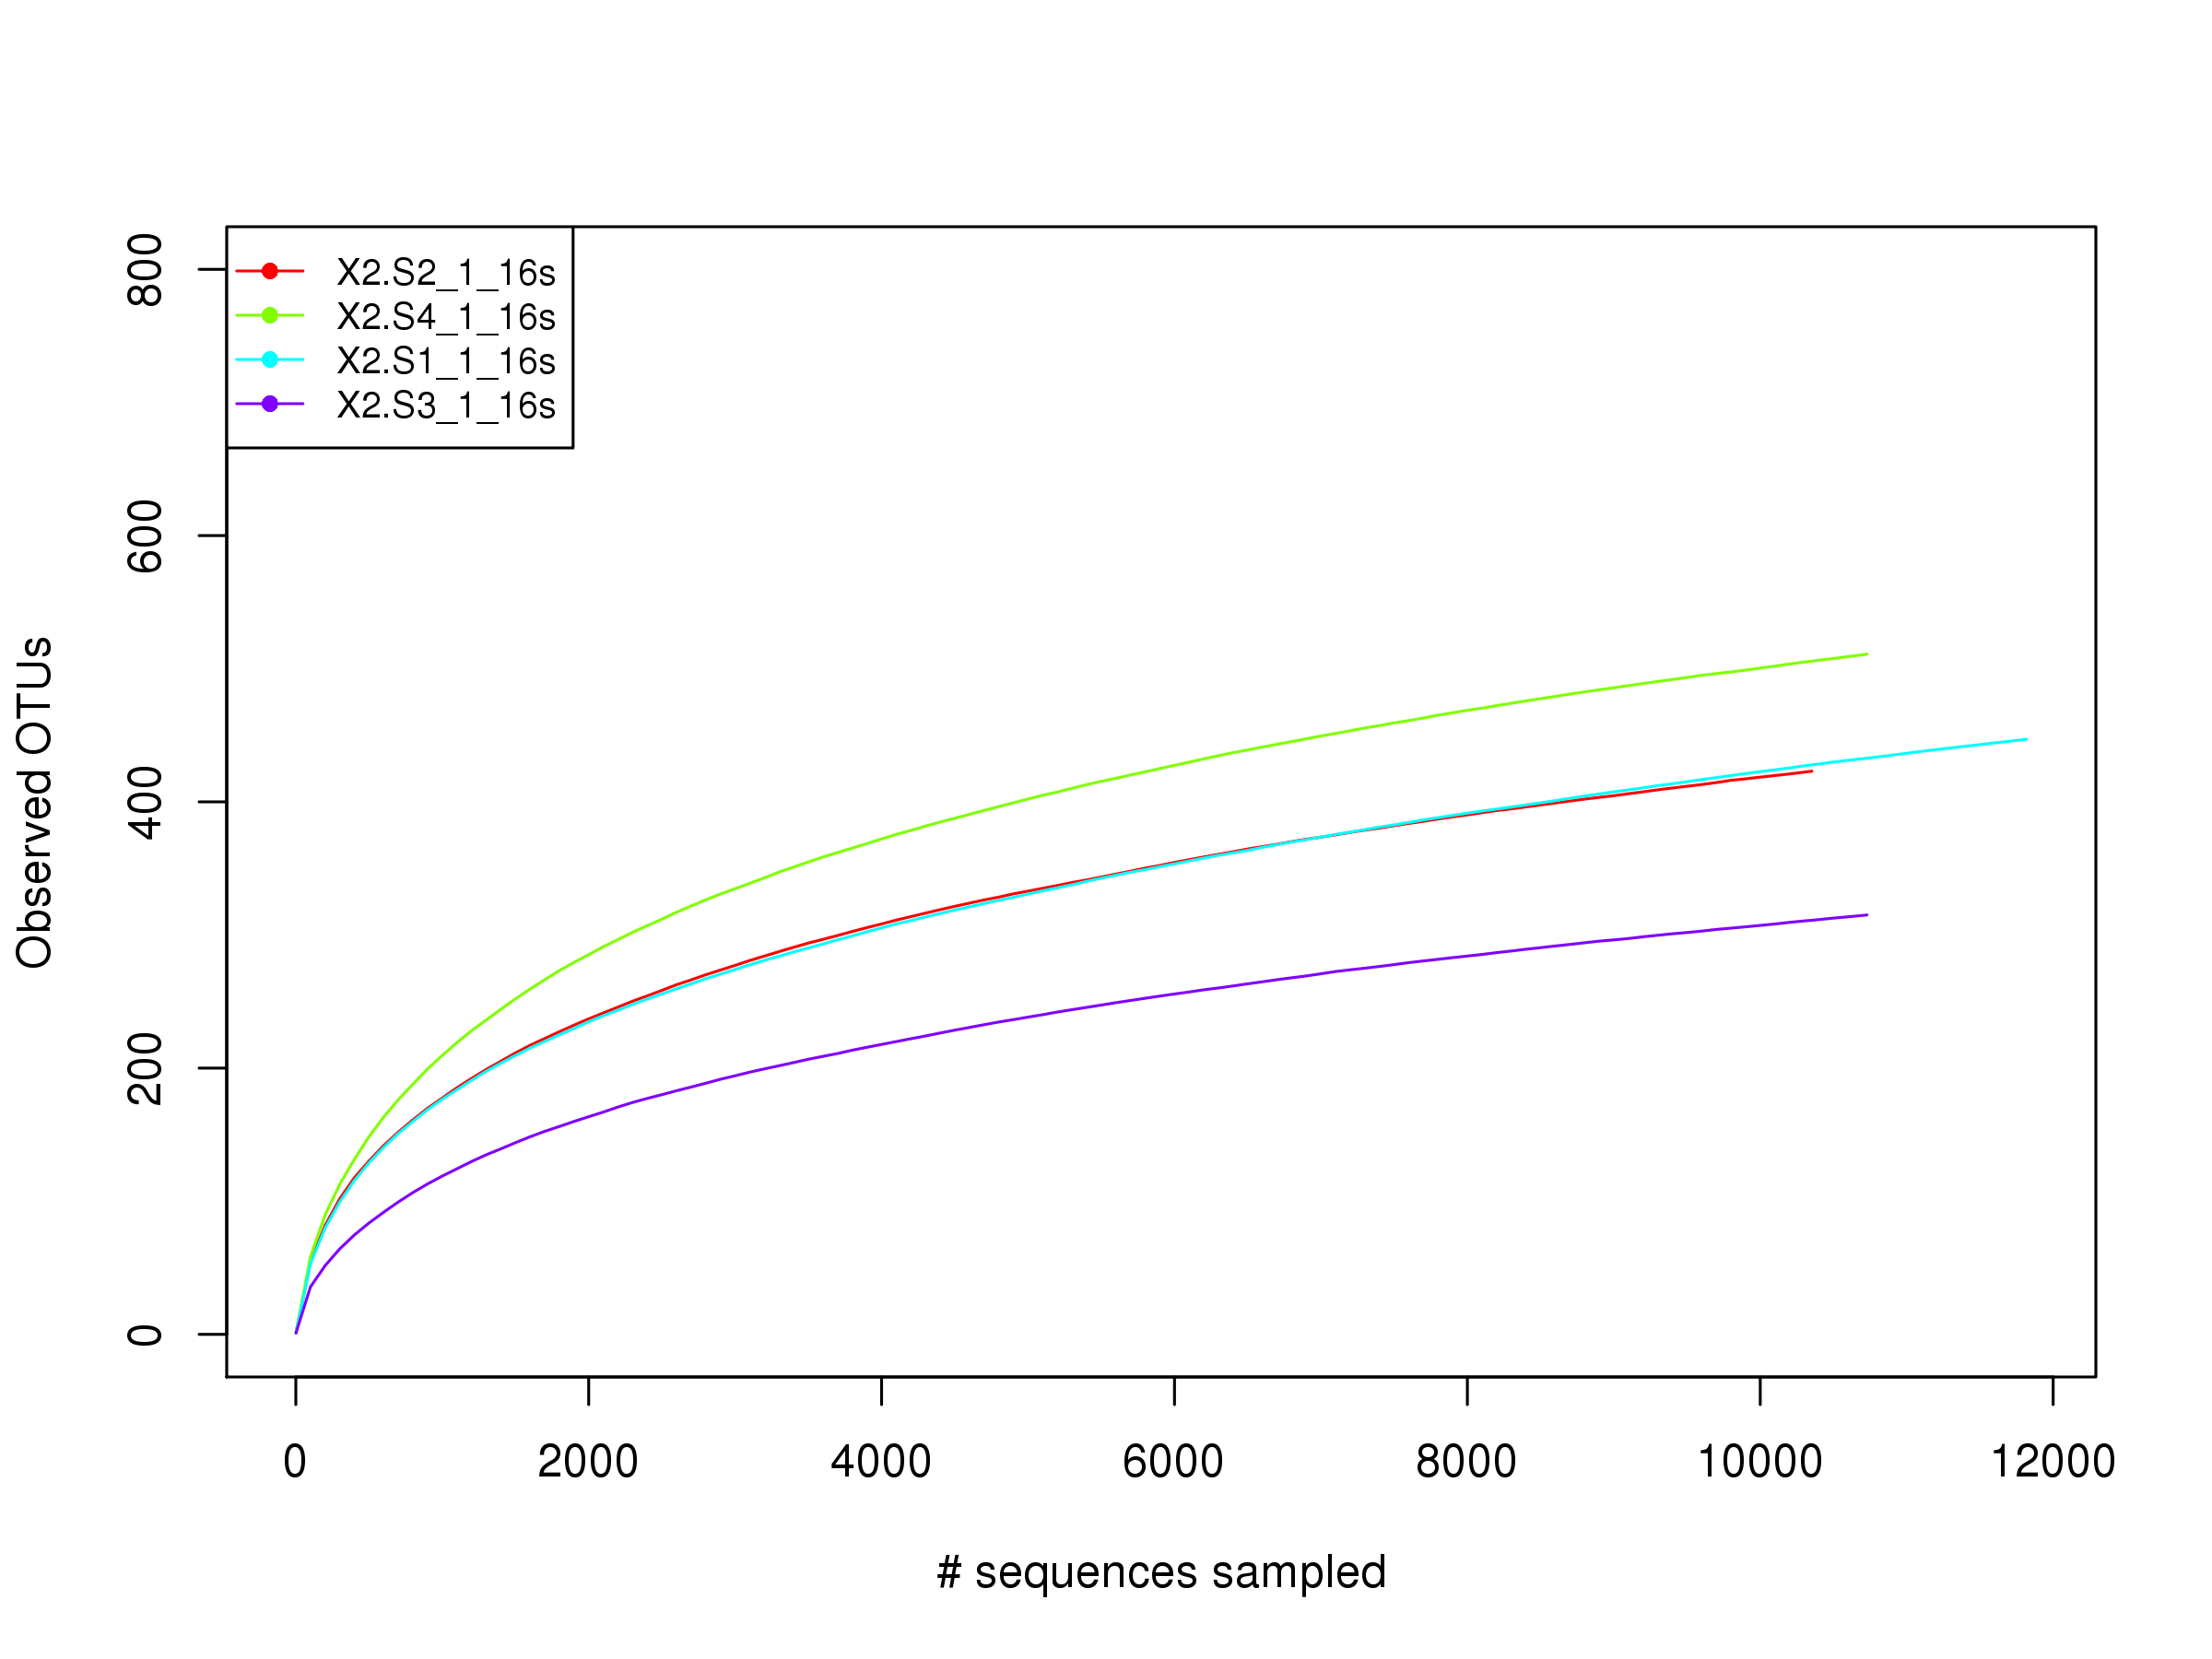 X2.S2_1_16s
X2.S4_1_16s
X2.S1_1_16s
X2.S3_1_16s
800
600
400
200
0
Observed OTUs
0 2000 4000 6000 8000 10000 12000
# sequences sampled